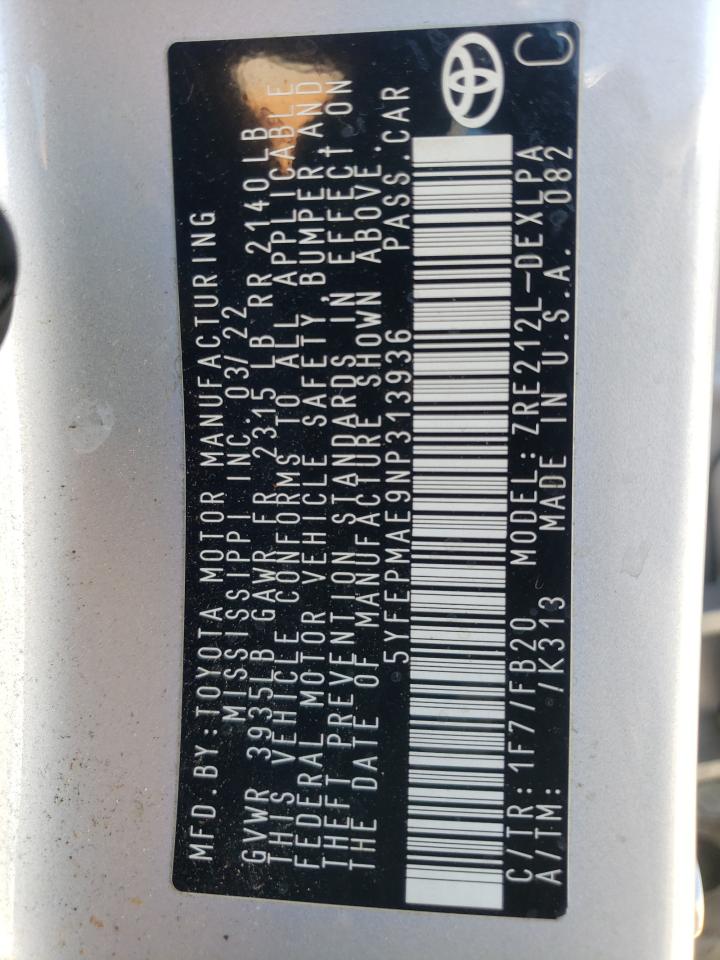 MFD.BY:TOYOTA MOTOR MANUFACTURING
MISSISSIPPI INC. 03/22
GVWR 3935LB GAWR FR 2315 LB RR 2140LB
THIS VEHICLE CONFORMS TO ALL APPLICABLE
FEDERAL MOTOR VEHICLE SAFETY, BUMPER AND
THEFT PREVENTION STANDARDS IN EFFECT ON
THE DATE OF MANUFACTURE SHOWN ABOVE.
5YFEPMAE9NP313936 PASS.CAR
C/TR: 1F7/FB20 MODEL: ZRE212L-DEXLPA
A/TM: /K313 MADE IN U.S.A. 082
C